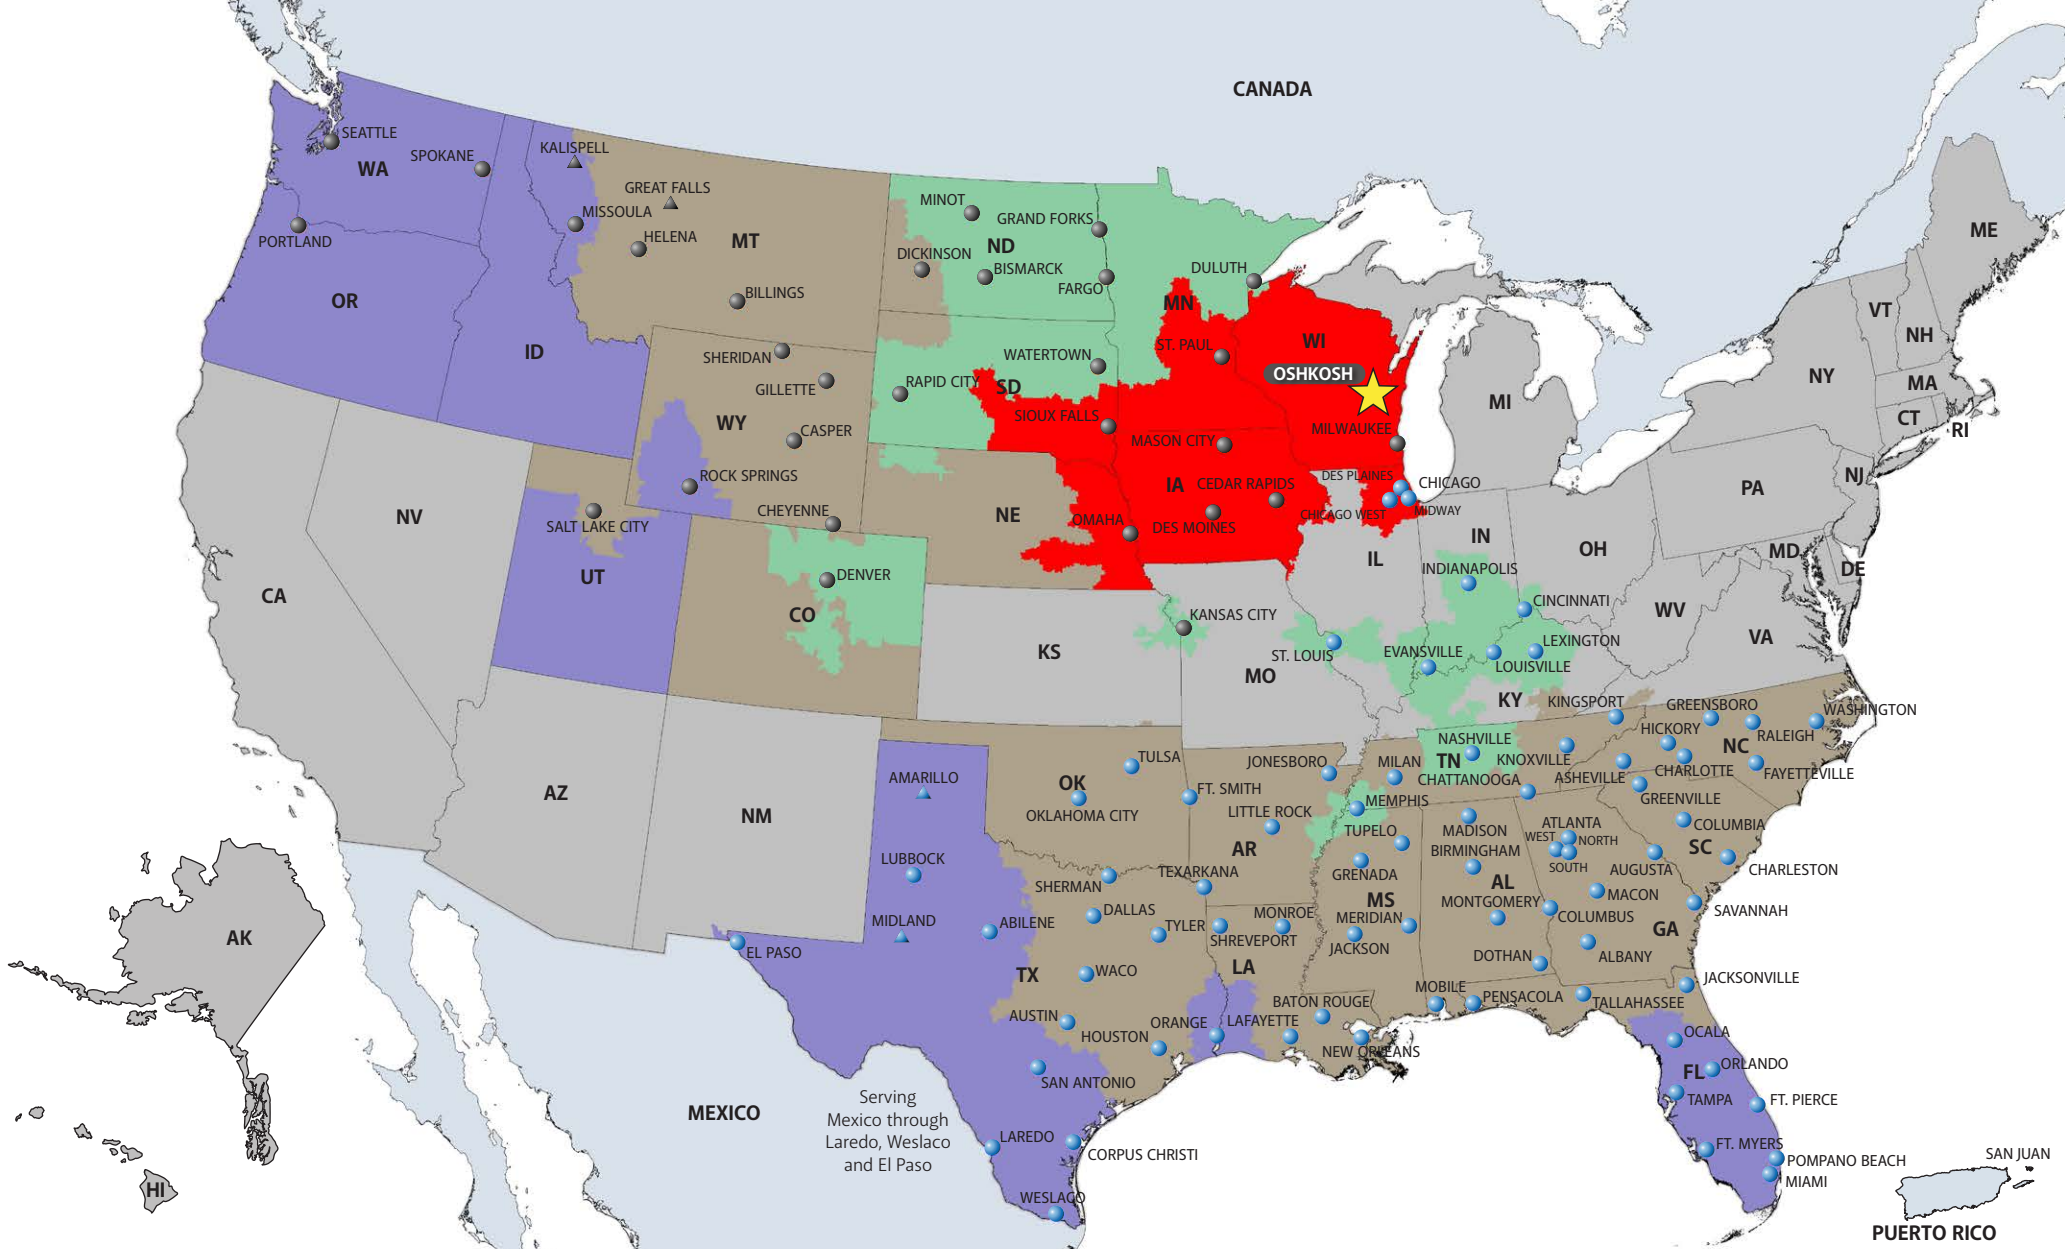 CANADA
SEATTLE
WA
SPOKANE
KALISPELL
GREAT FALLS
MISSOULA
HELENA
MT
BILLINGS
PORTLAND
OR
ID
MINOT
GRAND FORKS
ND
DICKINSON
BISMARCK
FARGO
DULUTH
MN
ST. PAUL
WI
OSHKOSH
MILWAUKEE
WATERTOWN
RAPID CITY
SD
SIOUX FALLS
SHERIDAN
GILLETTE
WY
CASPER
ROCK SPRINGS
CHEYENNE
MASON CITY
IA
CEDAR RAPIDS
DES MOINES
OMAHA
NE
DES PLAINES
CHICAGO
CHICAGO WEST
MIDWAY
MI
ME
VT
NH
NY
MA
CT
RI
PA
NJ
MD
DE
OH
IN
IL
WV
VA
NV
CA
SALT LAKE CITY
UT
DENVER
CO
KS
KANSAS CITY
MO
ST. LOUIS
INDIANAPOLIS
CINCINNATI
LEXINGTON
EVANSVILLE
LOUISVILLE
KY
KINGSPORT
GREENSBORO
WASHINGTON
HICKORY
RALEIGH
NC
NASHVILLE
TN
KNOXVILLE
CHATTANOOGA
ASHEVILLE
CHARLOTTE
FAYETTEVILLE
GREENVILLE
COLUMBIA
SC
CHARLESTON
AZ
NM
AMARILLO
LUBBOCK
MIDLAND
ABILENE
EL PASO
TULSA
OK
OKLAHOMA CITY
JONESBORO
FT. SMITH
LITTLE ROCK
AR
TEXARKANA
MILAN
MEMPHIS
TUPELO
GRENADA
MS
MERIDIAN
JACKSON
MADISON
BIRMINGHAM
AL
MONTGOMERY
DOTHAN
ATLANTA
WEST
NORTH
SOUTH
AUGUSTA
MACON
COLUMBUS
GA
SAVANNAH
ALBANY
SHERMAN
DALLAS
TYLER
WACO
TX
AUSTIN
HOUSTON
SAN ANTONIO
MONROE
SHREVEPORT
LA
ORANGE
LAFAYETTE
BATON ROUGE
NEW ORLEANS
MOBILE
PENSACOLA
TALLAHASSEE
JACKSONVILLE
OCALA
ORLANDO
FL
TAMPA
FT. PIERCE
FT. MYERS
POMPANO BEACH
MIAMI
LAREDO
CORPUS CHRISTI
WESLACO
MEXICO
Serving
Mexico through
Laredo, Weslaco
and El Paso
AK
HI
SAN JUAN
PUERTO RICO